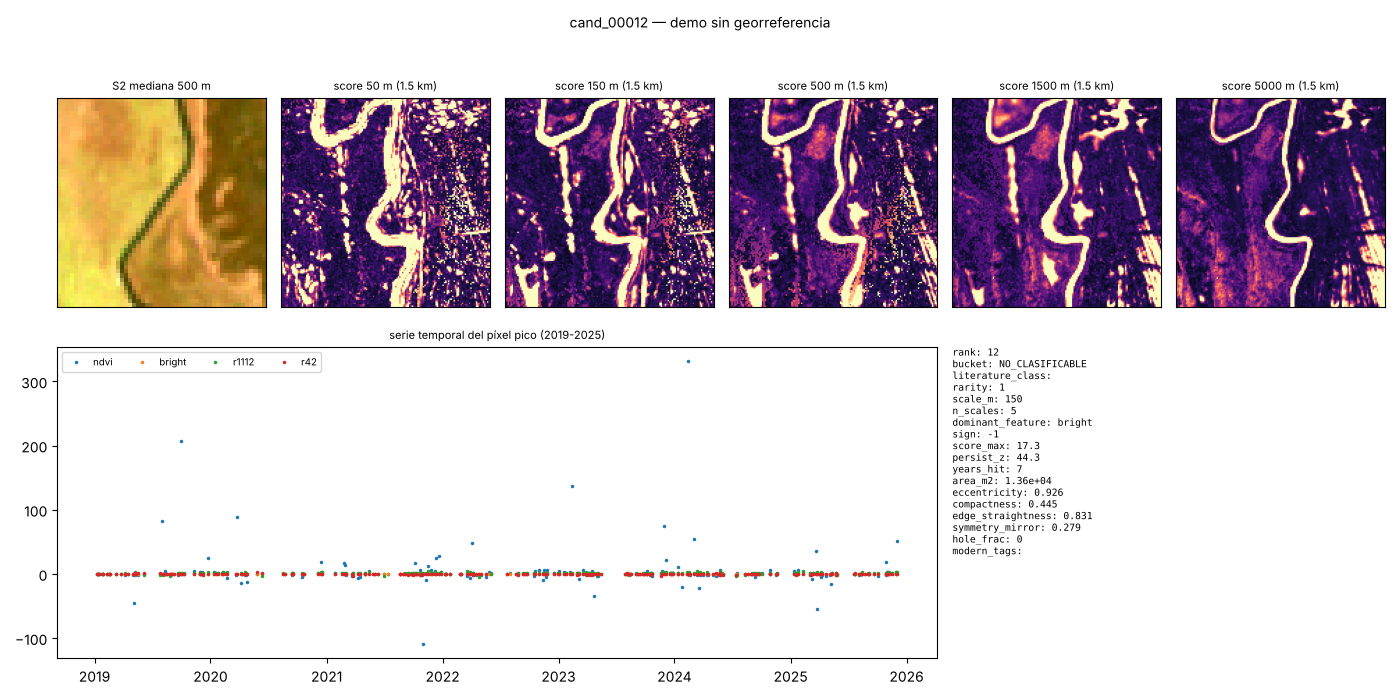 cand_00012 — demo sin georreferencia
S2 mediana 500 m
score 50 m (1.5 km)
score 150 m (1.5 km)
score 500 m (1.5 km)
score 1500 m (1.5 km)
score 5000 m (1.5 km)
serie temporal del píxel pico (2019-2025)
ndvi
bright
r1112
r42
300
200
100
0
−100
2019
2020
2021
2022
2023
2024
2025
2026
rank: 12
bucket: NO_CLASIFICABLE
literature_class:
rarity: 1
scale_m: 150
n_scales: 5
dominant_feature: bright
sign: -1
score_max: 17.3
persist_z: 44.3
years_hit: 7
area_m2: 1.36e+04
eccentricity: 0.926
compactness: 0.445
edge_straightness: 0.831
symmetry_mirror: 0.279
hole_frac: 0
modern_tags: